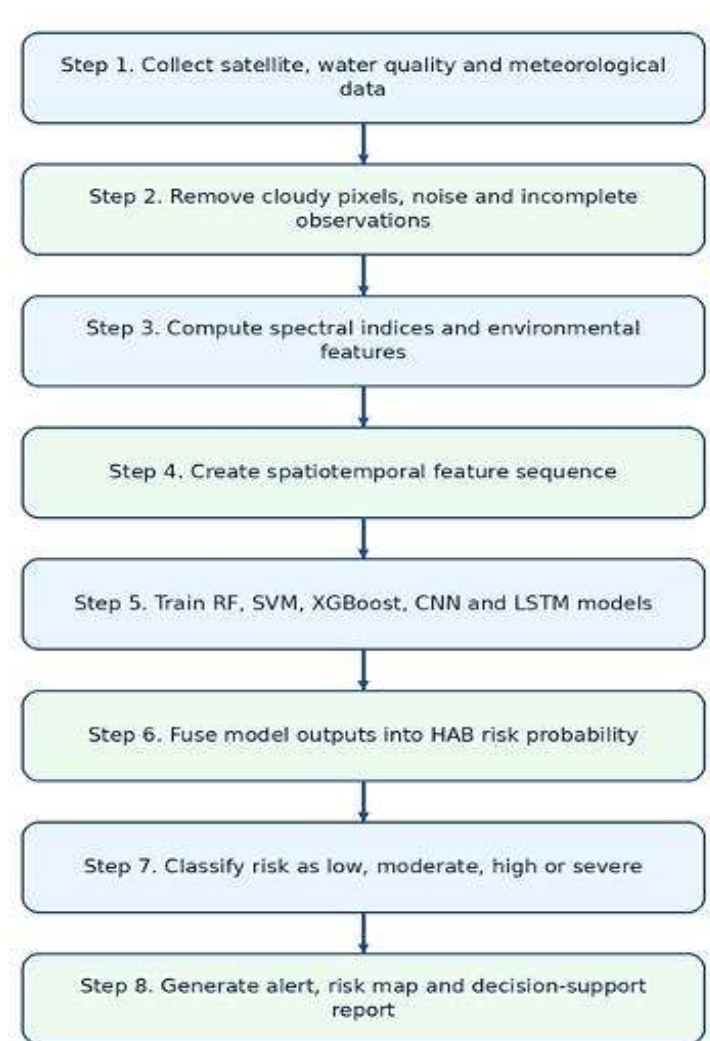 Step 1. Collect satellite, water quality and meteorological
data
Step 2. Remove cloudy pixels, noise and incomplete
observations
Step 3. Compute spectral indices and environmental
features
Step 4. Create spatiotemporal feature sequence
Step 5. Train RF, SVM, XGBoost, CNN and LSTM models
Step 6. Fuse model outputs into HAB risk probability
Step 7. Classify risk as low, moderate, high or severe
Step 8. Generate alert, risk map and decision-support
report